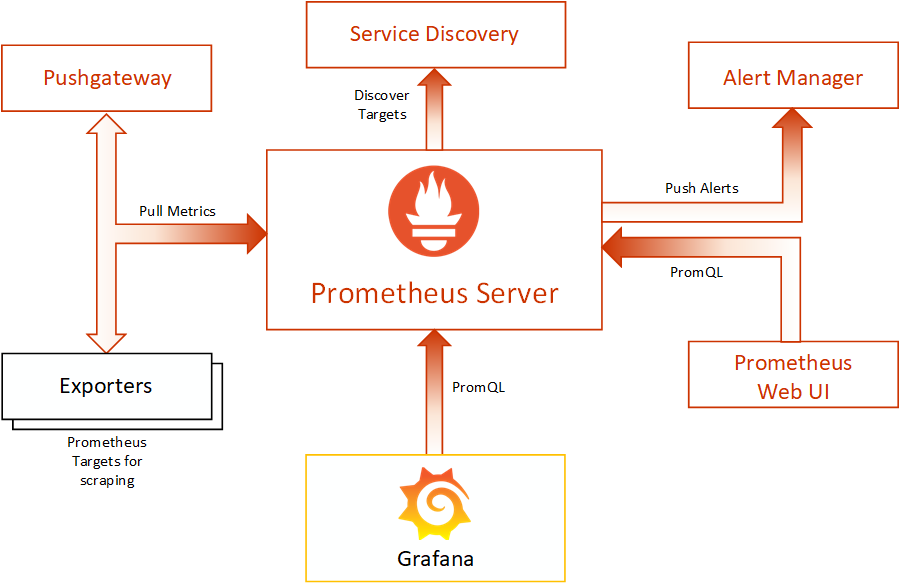 Service Discovery
Pushgateway
Alert Manager
Discover
Targets
Push Alerts
Pull Metrics
PromQL
Prometheus Server
Prometheus
Web UI
Exporters
PromQL
Prometheus
Targets for
scraping
Grafana